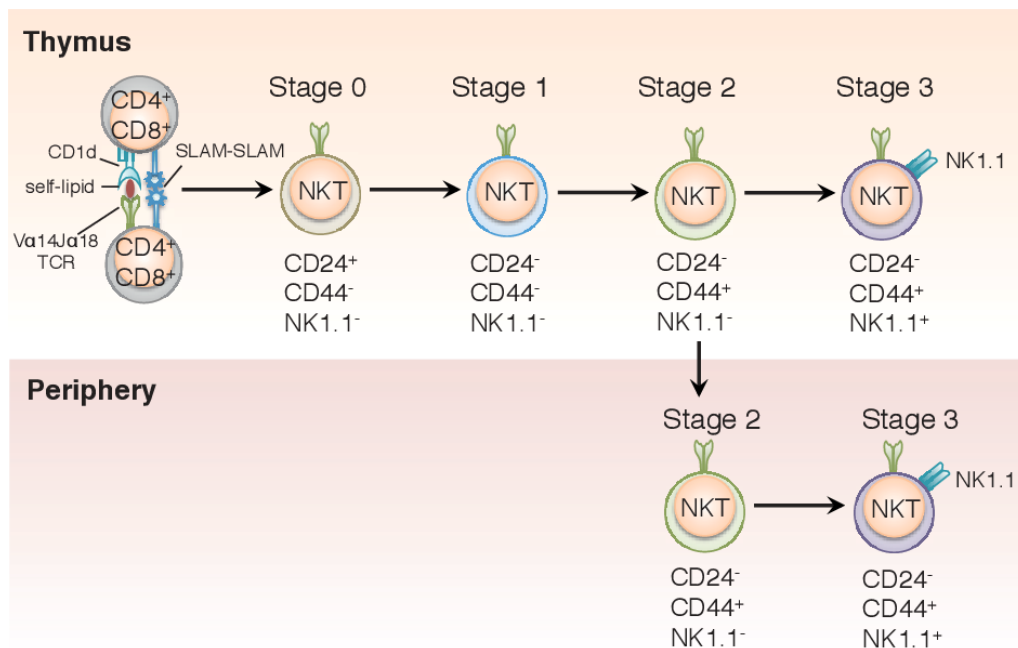 Thymus
CD4⁺
CD8⁺
CD1d
SLAM-SLAM
self-lipid
Vα14Jα18
TCR
CD4⁺
CD8⁺
Stage 0
NKT
CD24⁺
CD44⁻
NK1.1⁻
Stage 1
NKT
CD24⁻
CD44⁻
NK1.1⁻
Stage 2
NKT
CD24⁻
CD44⁺
NK1.1⁻
Stage 3
NK1.1
NKT
CD24⁻
CD44⁺
NK1.1⁺
Periphery
Stage 2
NKT
CD24⁻
CD44⁺
NK1.1⁻
Stage 3
NK1.1
NKT
CD24⁻
CD44⁺
NK1.1⁺